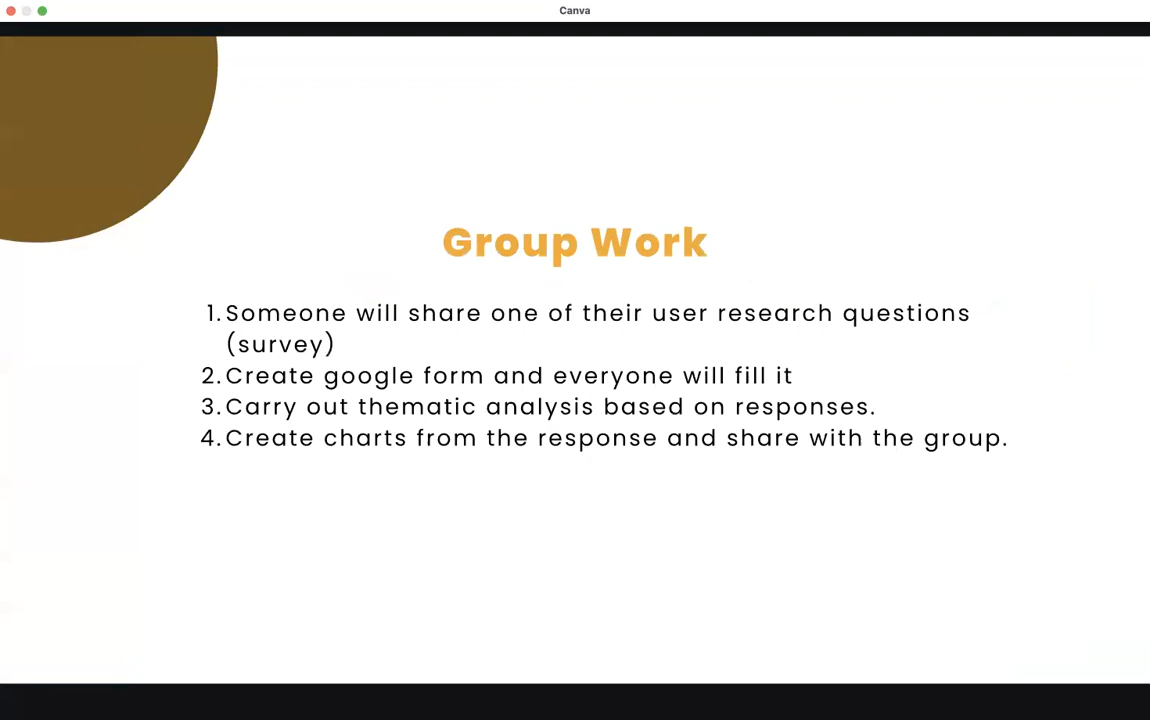 Canva
Group Work
1. Someone will share one of their user research questions
(survey)
2. Create google form and everyone will fill it
3. Carry out thematic analysis based on responses.
4. Create charts from the response and share with the group.